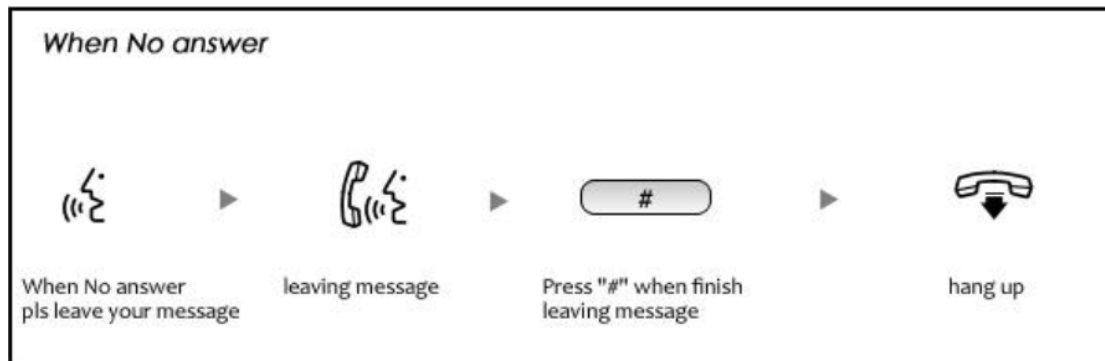 When No answer
#
When No answer
pls leave your message
leaving message
Press "#" when finish
leaving message
hang up